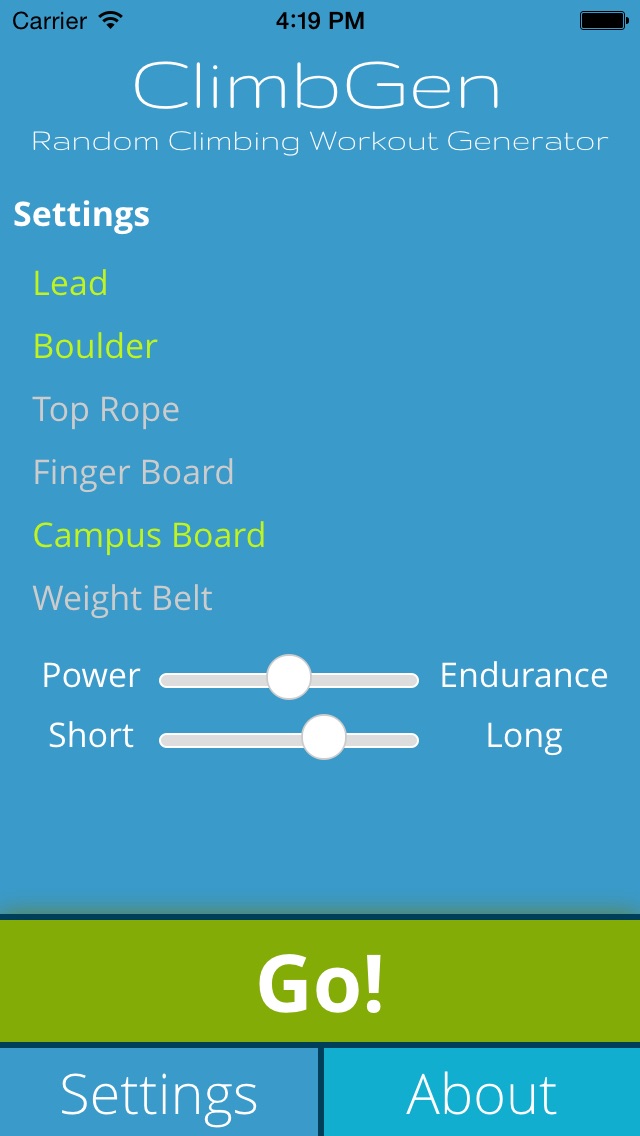 Carrier 4:19 PM
ClimbGen
Random Climbing Workout Generator
Settings
Lead
Boulder
Top Rope
Finger Board
Campus Board
Weight Belt
Power Endurance
Short Long
Go!
Settings About